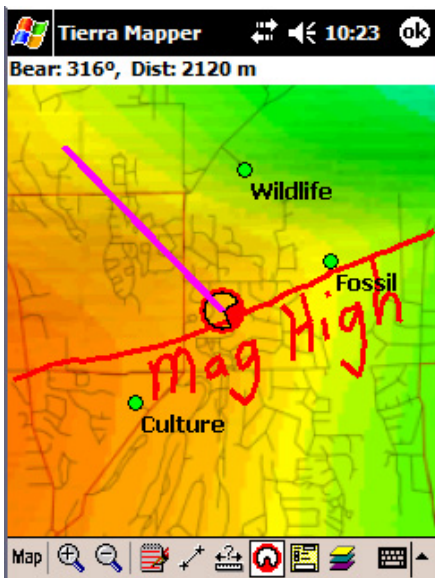 Tierra Mapper 10:23 ok
Bear: 316º, Dist: 2120 m
Wildlife
Fossil
Mag High
Culture
Map